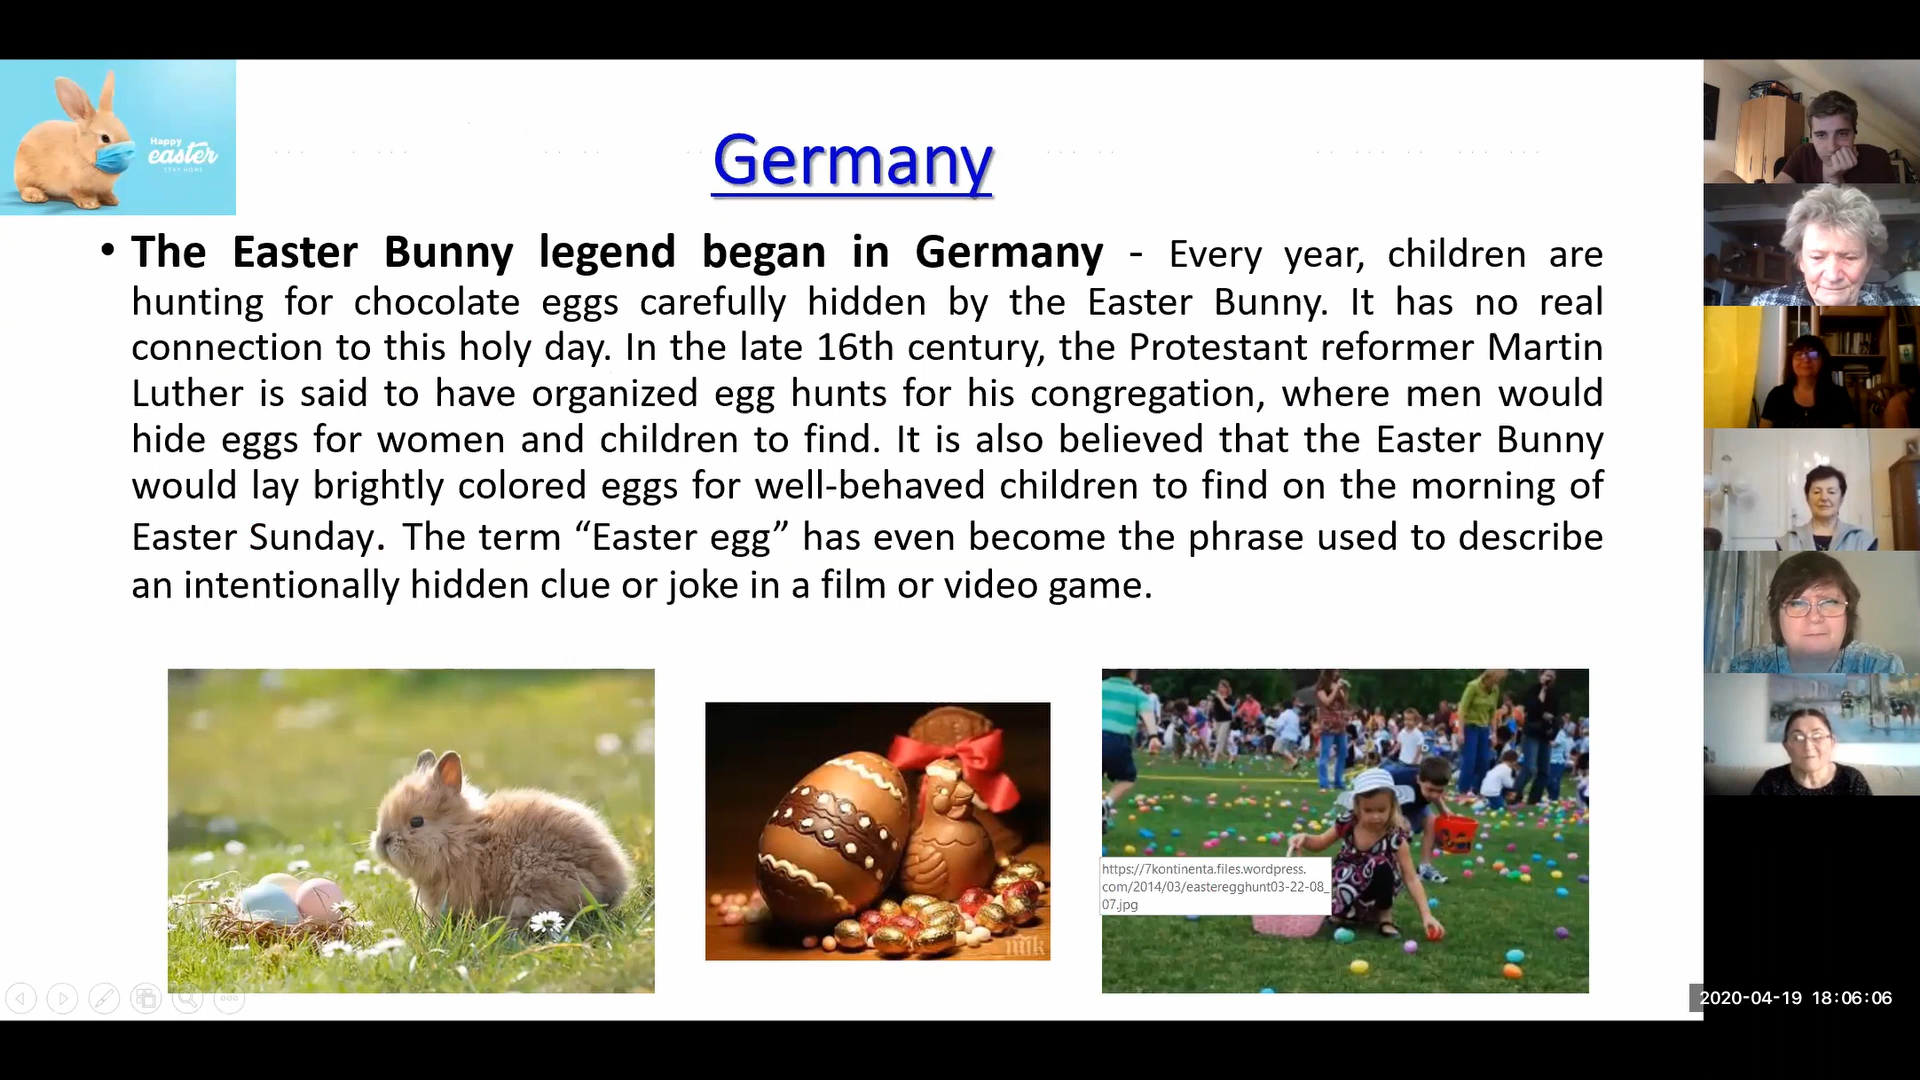 Happy
easter
STAY HOME
Germany
• The Easter Bunny legend began in Germany - Every year, children are
hunting for chocolate eggs carefully hidden by the Easter Bunny. It has no real
connection to this holy day. In the late 16th century, the Protestant reformer Martin
Luther is said to have organized egg hunts for his congregation, where men would
hide eggs for women and children to find. It is also believed that the Easter Bunny
would lay brightly colored eggs for well-behaved children to find on the morning of
Easter Sunday. The term “Easter egg” has even become the phrase used to describe
an intentionally hidden clue or joke in a film or video game.
https://7kontinenta.files.wordpress.
com/2014/03/easteregghunt03-22-08_
07.jpg
2020-04-19 18:06:06